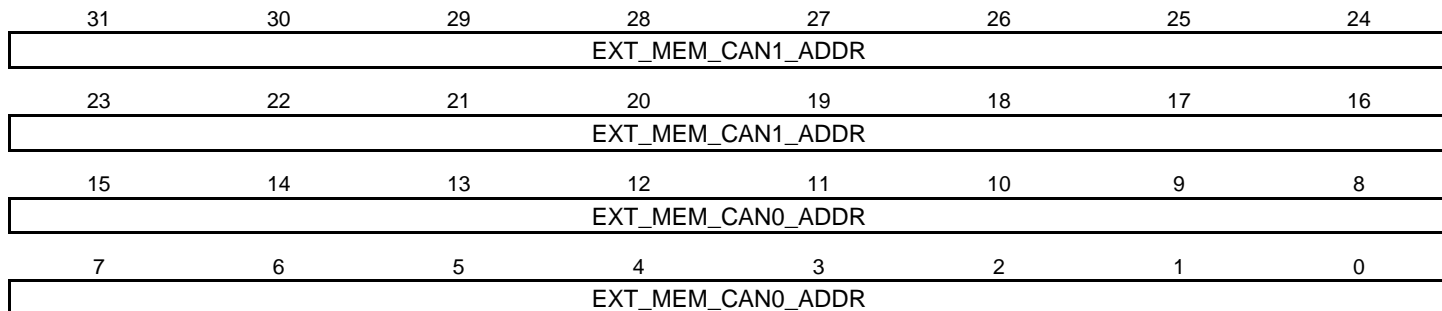 31 30 29 28 27 26 25 24
EXT_MEM_CAN1_ADDR
23 22 21 20 19 18 17 16
EXT_MEM_CAN1_ADDR
15 14 13 12 11 10 9 8
EXT_MEM_CAN0_ADDR
7 6 5 4 3 2 1 0
EXT_MEM_CAN0_ADDR